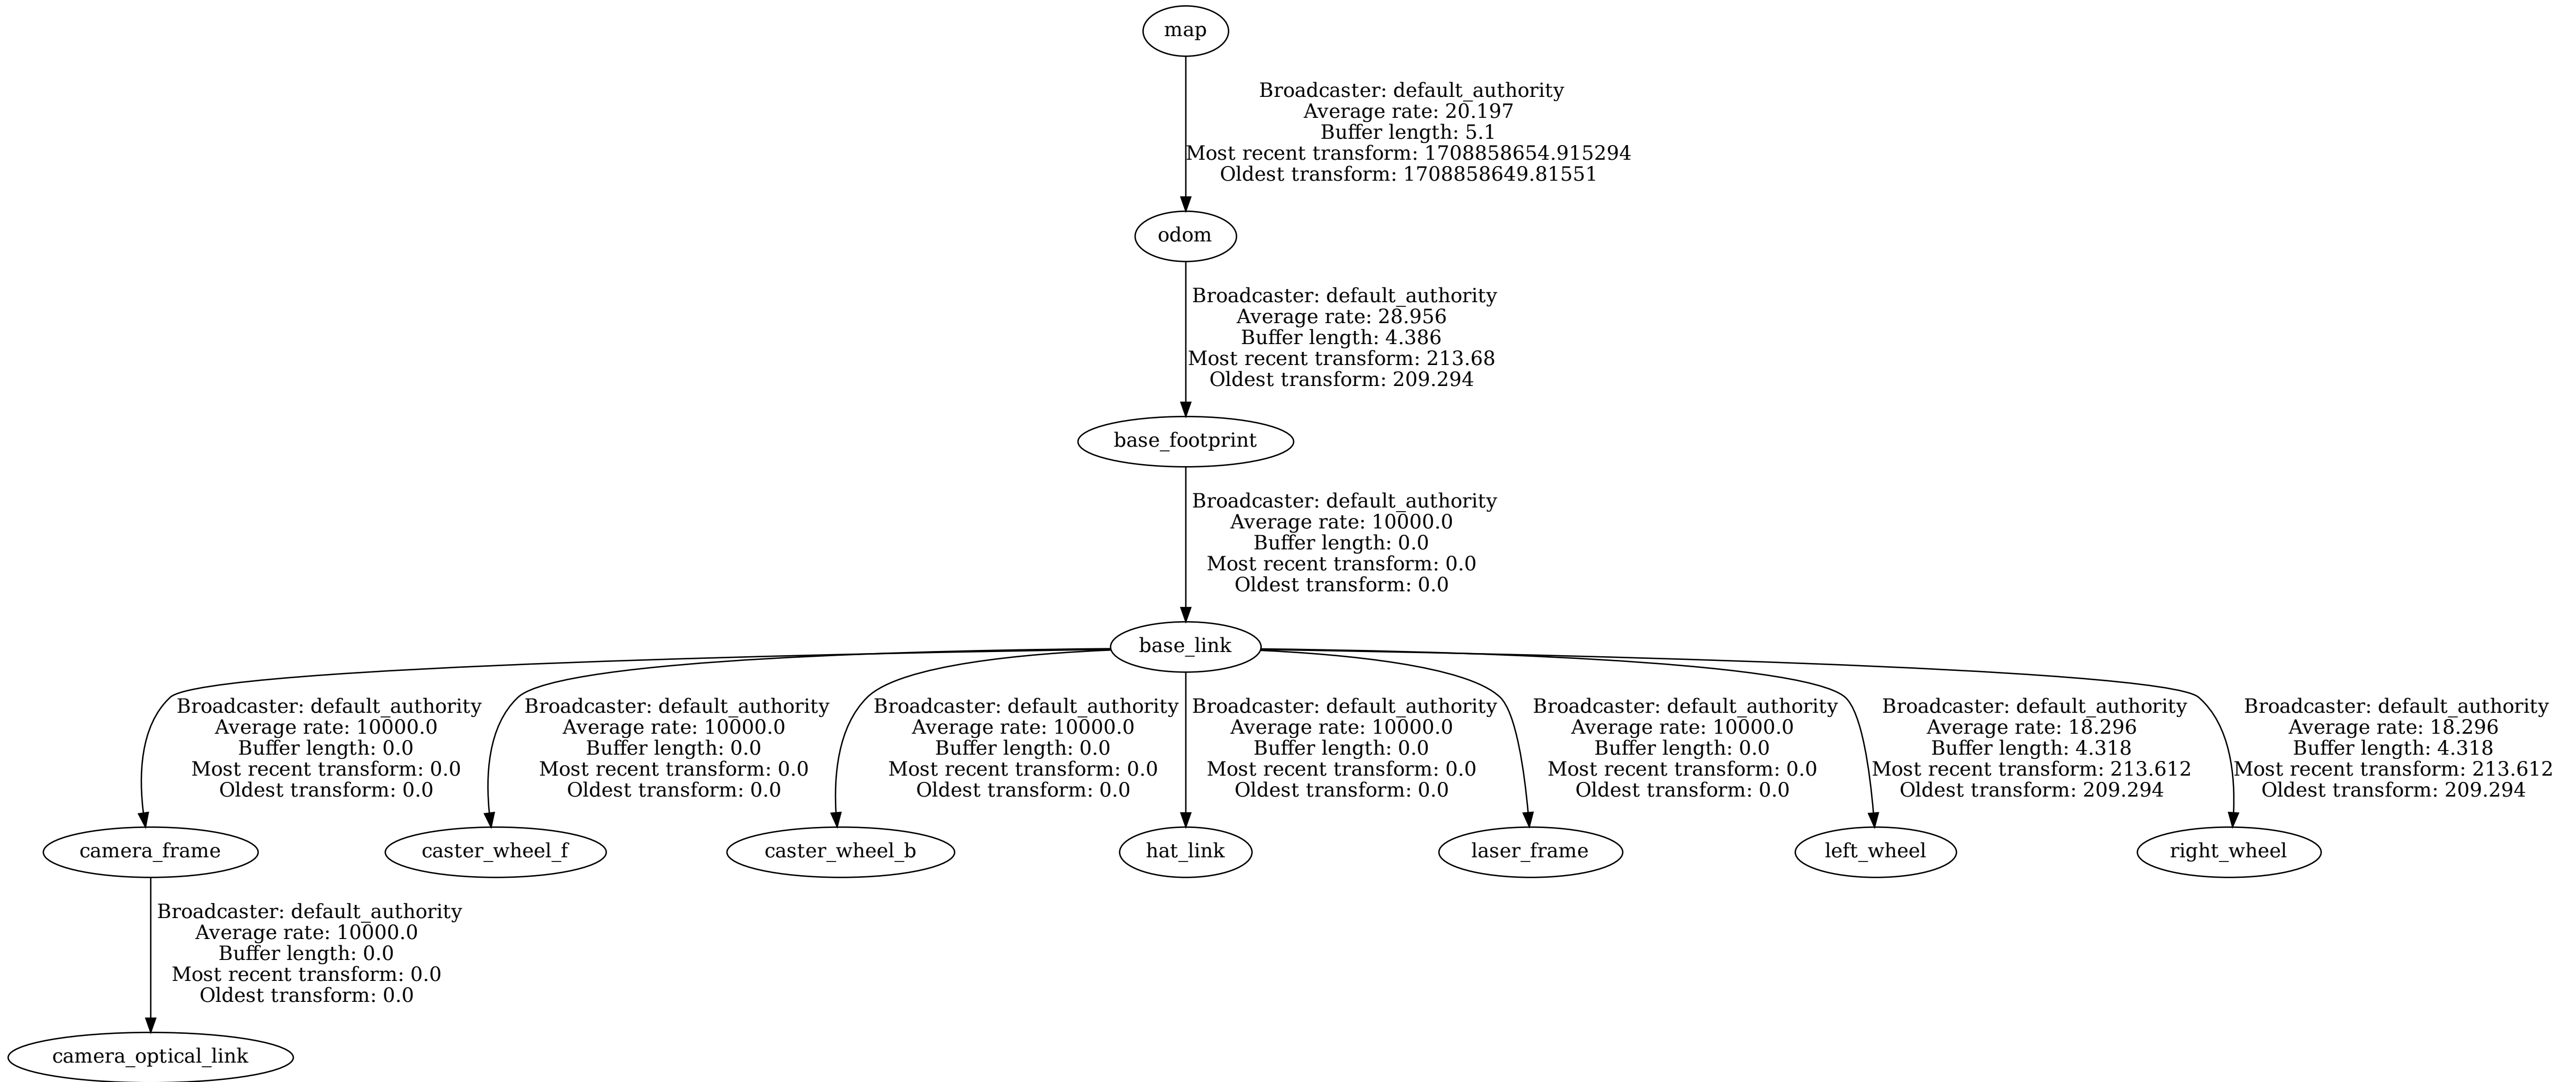 map
Broadcaster: default_authority
Average rate: 20.197
Buffer length: 5.1
Most recent transform: 1708858654.915294
Oldest transform: 1708858649.81551
odom
Broadcaster: default_authority
Average rate: 28.956
Buffer length: 4.386
Most recent transform: 213.68
Oldest transform: 209.294
base_footprint
Broadcaster: default_authority
Average rate: 10000.0
Buffer length: 0.0
Most recent transform: 0.0
Oldest transform: 0.0
base_link
Broadcaster: default_authority
Average rate: 10000.0
Buffer length: 0.0
Most recent transform: 0.0
Oldest transform: 0.0
Broadcaster: default_authority
Average rate: 10000.0
Buffer length: 0.0
Most recent transform: 0.0
Oldest transform: 0.0
Broadcaster: default_authority
Average rate: 10000.0
Buffer length: 0.0
Most recent transform: 0.0
Oldest transform: 0.0
Broadcaster: default_authority
Average rate: 10000.0
Buffer length: 0.0
Most recent transform: 0.0
Oldest transform: 0.0
Broadcaster: default_authority
Average rate: 10000.0
Buffer length: 0.0
Most recent transform: 0.0
Oldest transform: 0.0
Broadcaster: default_authority
Average rate: 18.296
Buffer length: 4.318
Most recent transform: 213.612
Oldest transform: 209.294
Broadcaster: default_authority
Average rate: 18.296
Buffer length: 4.318
Most recent transform: 213.612
Oldest transform: 209.294
camera_frame
caster_wheel_f
caster_wheel_b
hat_link
laser_frame
left_wheel
right_wheel
Broadcaster: default_authority
Average rate: 10000.0
Buffer length: 0.0
Most recent transform: 0.0
Oldest transform: 0.0
camera_optical_link